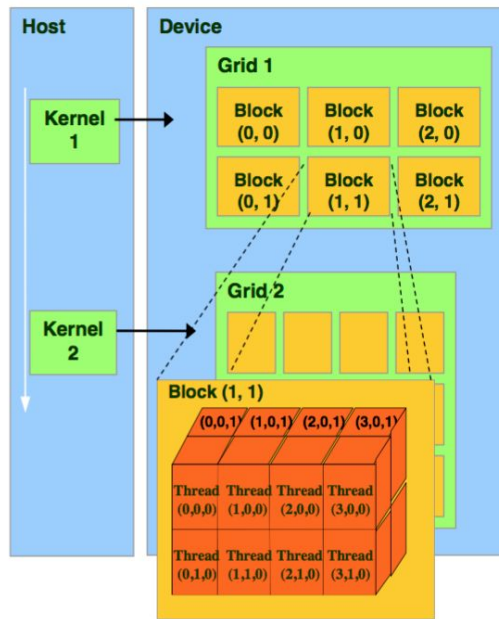 Host
Device
Grid 1
Kernel
1
Block
(0, 0)
Block
(1, 0)
Block
(2, 0)
Block
(0, 1)
Block
(1, 1)
Block
(2, 1)
Grid 2
Kernel
2
Block (1, 1)
(0,0,1) (1,0,1) (2,0,1) (3,0,1)
Thread
(0,0,0)
Thread
(1,0,0)
Thread
(2,0,0)
Thread
(3,0,0)
Thread
(0,1,0)
Thread
(1,1,0)
Thread
(2,1,0)
Thread
(3,1,0)